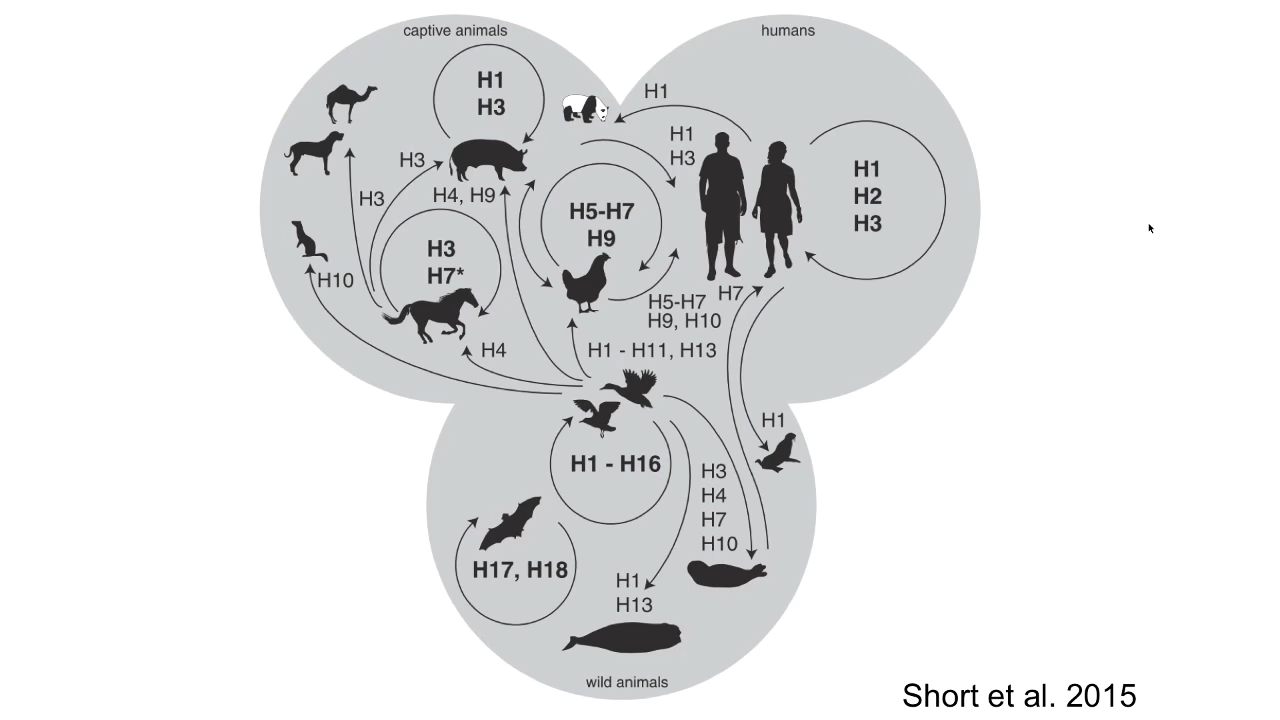 captive animals
humans
H1
H3
H1
H1
H3
H3
H4, H9
H3
H5-H7
H9
H1
H2
H3
H3
H7*
H10
H5-H7
H9, H10
H7
H4
H1 - H11, H13
H1
H1 - H16
H3
H4
H7
H10
H17, H18
H1
H13
wild animals
Short et al. 2015